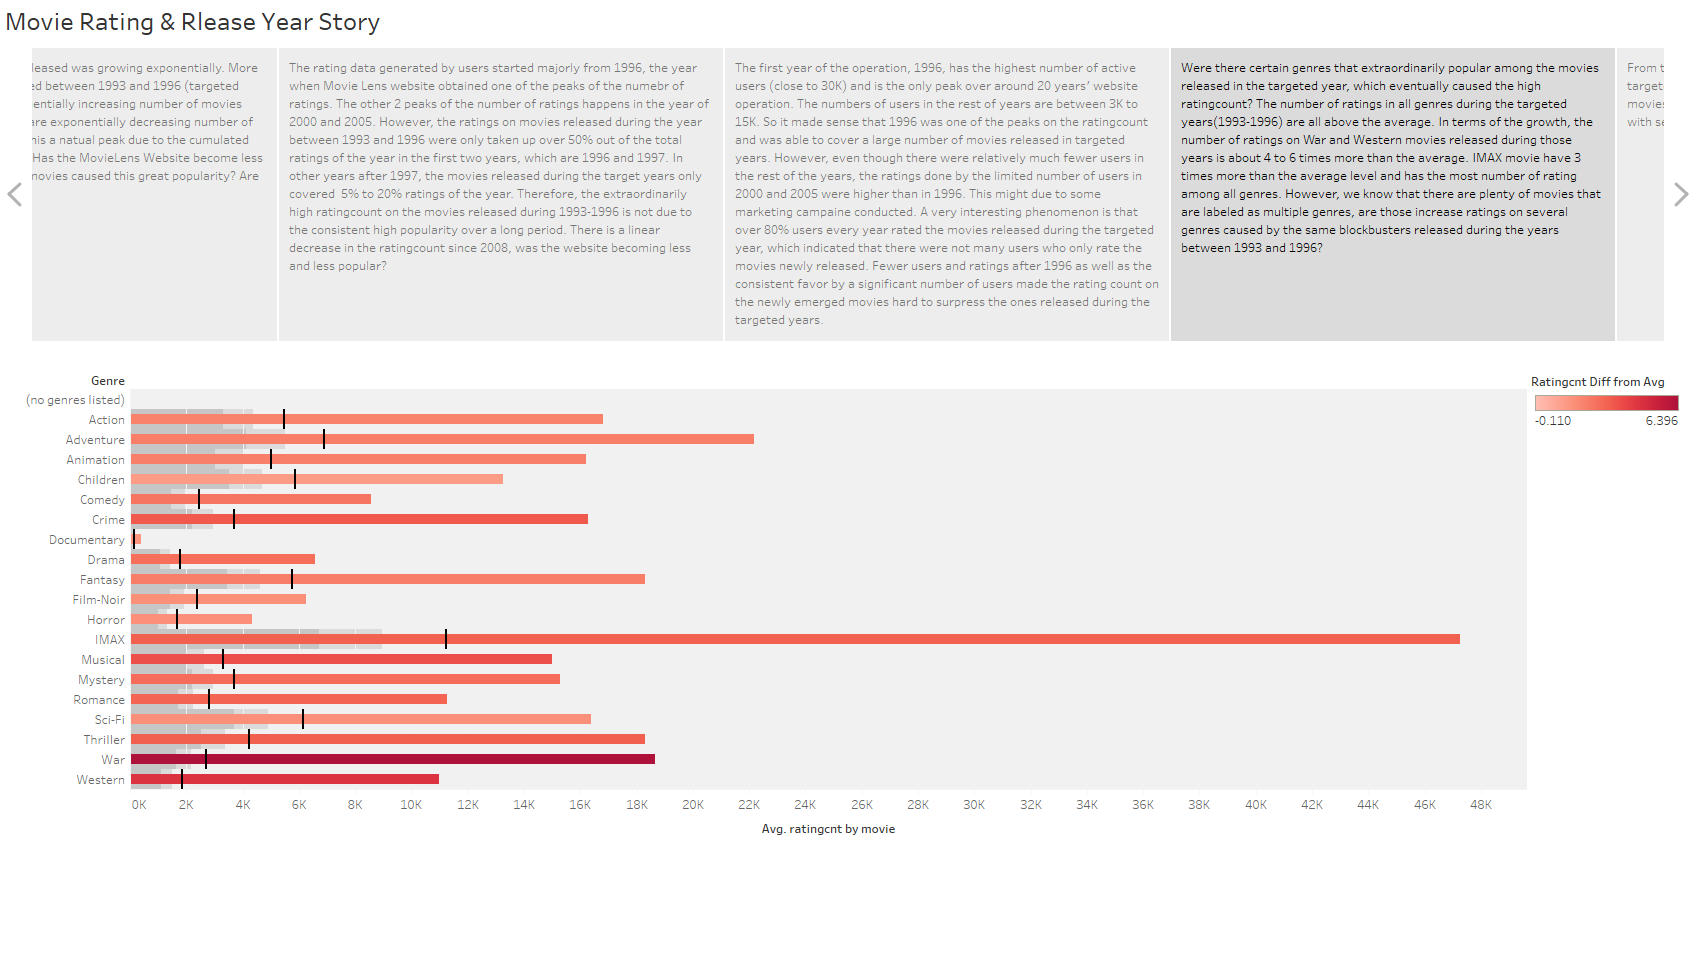 Movie Rating & Rlease Year Story
leased was growing exponentially. More
ed between 1993 and 1996 (targeted
entially increasing number of movies
are exponentially decreasing number of
his a natual peak due to the cumulated
Has the MovieLens Website become less
movies caused this great popularity? Are
The rating data generated by users started majorly from 1996, the year
when Movie Lens website obtained one of the peaks of the numebr of
ratings. The other 2 peaks of the number of ratings happens in the year of
2000 and 2005. However, the ratings on movies released during the year
between 1993 and 1996 were only taken up over 50% out of the total
ratings of the year in the first two years, which are 1996 and 1997. In
other years after 1997, the movies released during the target years only
covered  5% to 20% ratings of the year. Therefore, the extraordinarily
high ratingcount on the movies released during 1993-1996 is not due to
the consistent high popularity over a long period. There is a linear
decrease in the ratingcount since 2008, was the website becoming less
and less popular?
The first year of the operation, 1996, has the highest number of active
users (close to 30K) and is the only peak over around 20 years' website
operation. The numbers of users in the rest of years are between 3K to
15K. So it made sense that 1996 was one of the peaks on the ratingcount
and was able to cover a large number of movies released in targeted
years. However, even though there were relatively much fewer users in
the rest of the years, the ratings done by the limited number of users in
2000 and 2005 were higher than in 1996. This might due to some
marketing campaine conducted. A very interesting phenomenon is that
over 80% users every year rated the movies released during the targeted
year, which indicated that there were not many users who only rate the
movies newly released. Fewer users and ratings after 1996 as well as the
consistent favor by a significant number of users made the rating count on
the newly emerged movies hard to surpress the ones released during the
targeted years.
Were there certain genres that extraordinarily popular among the movies
released in the targeted year, which eventually caused the high
ratingcount? The number of ratings in all genres during the targeted
years(1993-1996) are all above the average. In terms of the growth, the
number of ratings on War and Western movies released during those
years is about 4 to 6 times more than the average. IMAX movie have 3
times more than the average level and has the most number of rating
among all genres. However, we know that there are plenty of movies that
are labeled as multiple genres, are those increase ratings on several
genres caused by the same blockbusters released during the years
between 1993 and 1996?
From t
target
movies
with se
Genre
(no genres listed)
Action
Adventure
Animation
Children
Comedy
Crime
Documentary
Drama
Fantasy
Film-Noir
Horror
IMAX
Musical
Mystery
Romance
Sci-Fi
Thriller
War
Western
0K 2K 4K 6K 8K 10K 12K 14K 16K 18K 20K 22K 24K 26K 28K 30K 32K 34K 36K 38K 40K 42K 44K 46K 48K
Avg. ratingcnt by movie
Ratingcnt Diff from Avg
-0.110 6.396